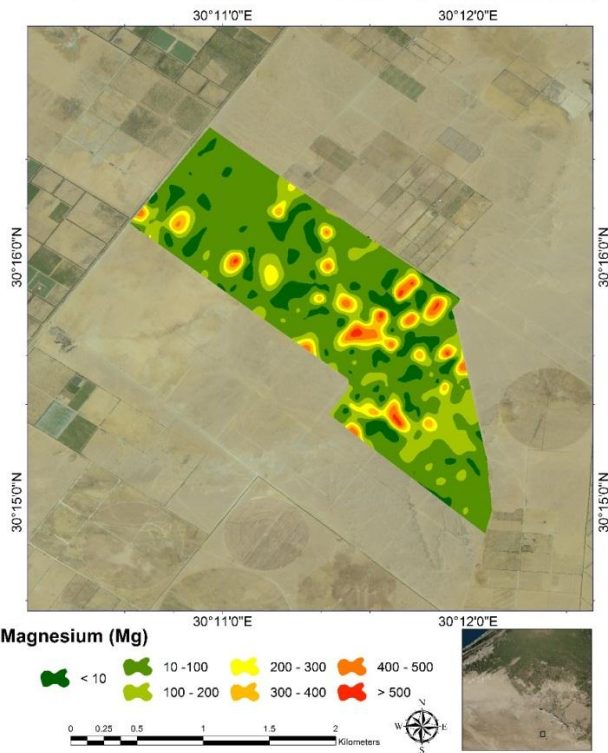 30°11'0"E 30°12'0"E
30°16'0"N 30°16'0"N
30°15'0"N 30°15'0"N
30°11'0"E 30°12'0"E
Magnesium (Mg)
< 10 10 -100 200 - 300 400 - 500
100 - 200 300 - 400 > 500
N
W E
S
0 0.25 0.5 1 1.5 2
Kilometers